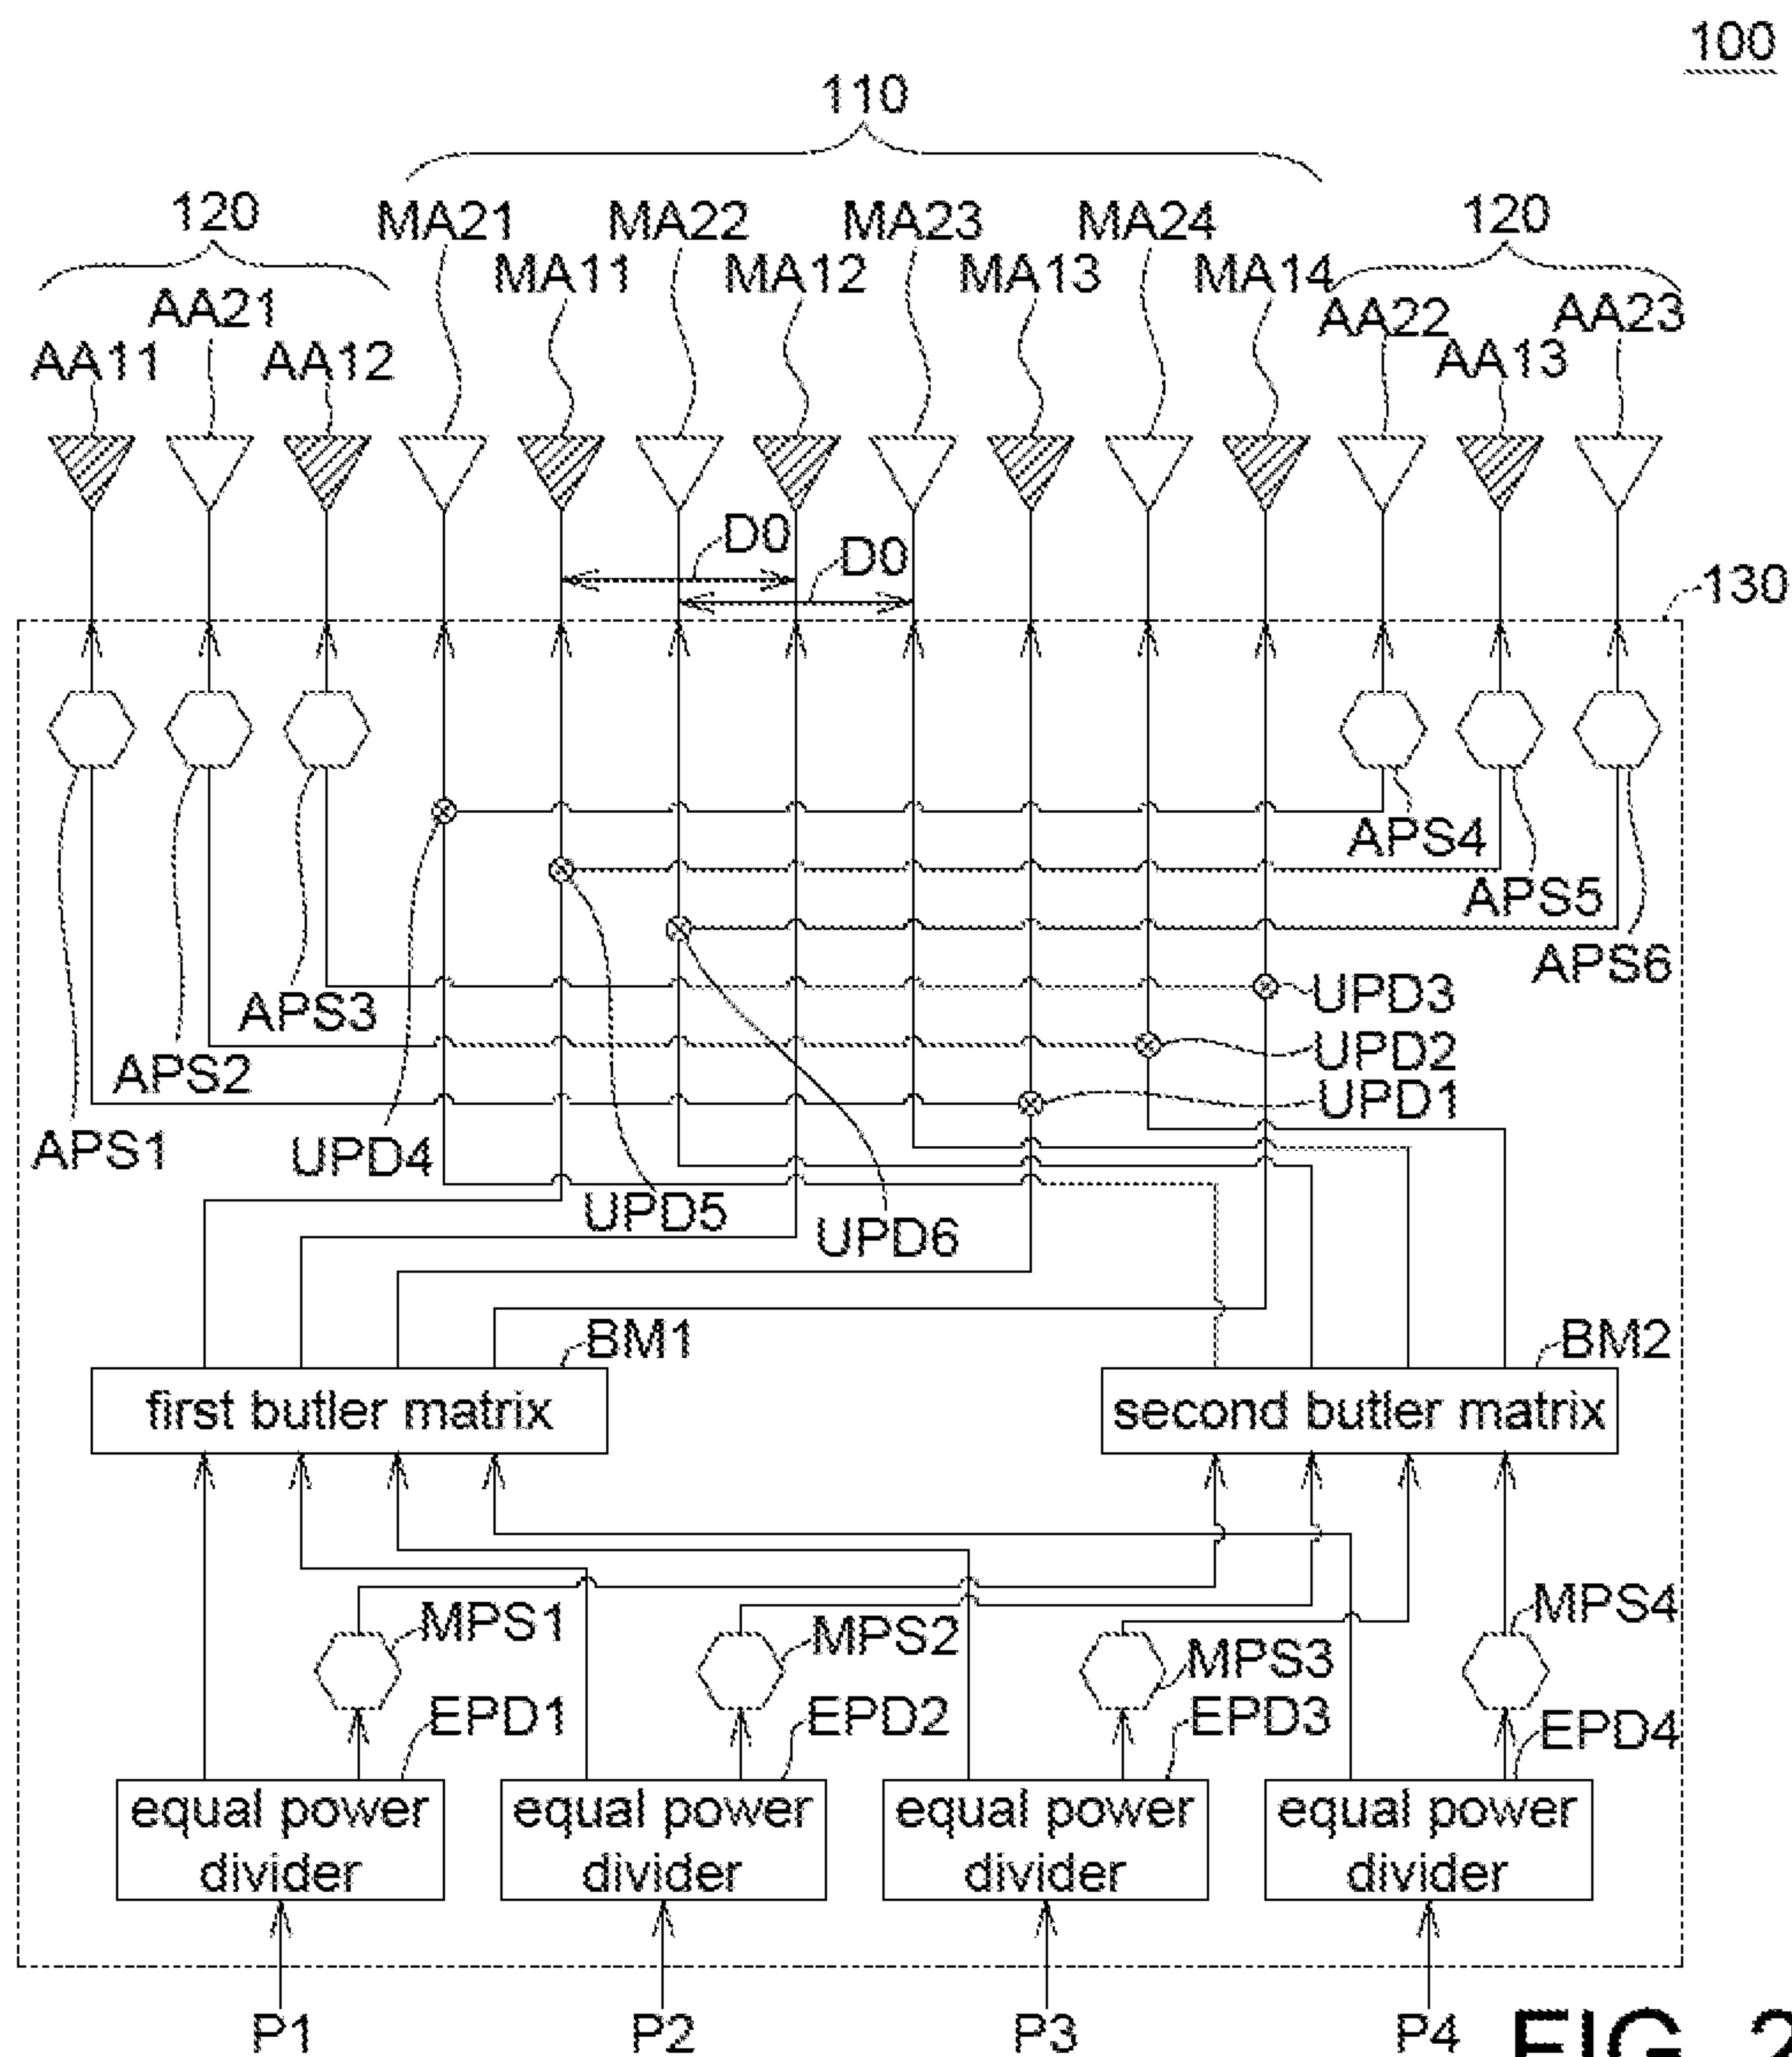 100
110
120
MA21
MA22
MA23
MA24
120
MA11
MA12
MA13
MA14
AA21
AA22
AA23
AA11
AA12
AA13
D0
D0
130
APS4
APS5
APS6
APS3
UPD3
APS2
UPD2
UPD1
APS1
UPD4
UPD5
UPD6
BM1
BM2
first butler matrix
second butler matrix
MPS1
MPS2
MPS3
MPS4
EPD1
EPD2
EPD3
EPD4
equal power
divider
equal power
divider
equal power
divider
equal power
divider
P1
P2
P3
P4
FIG. 2